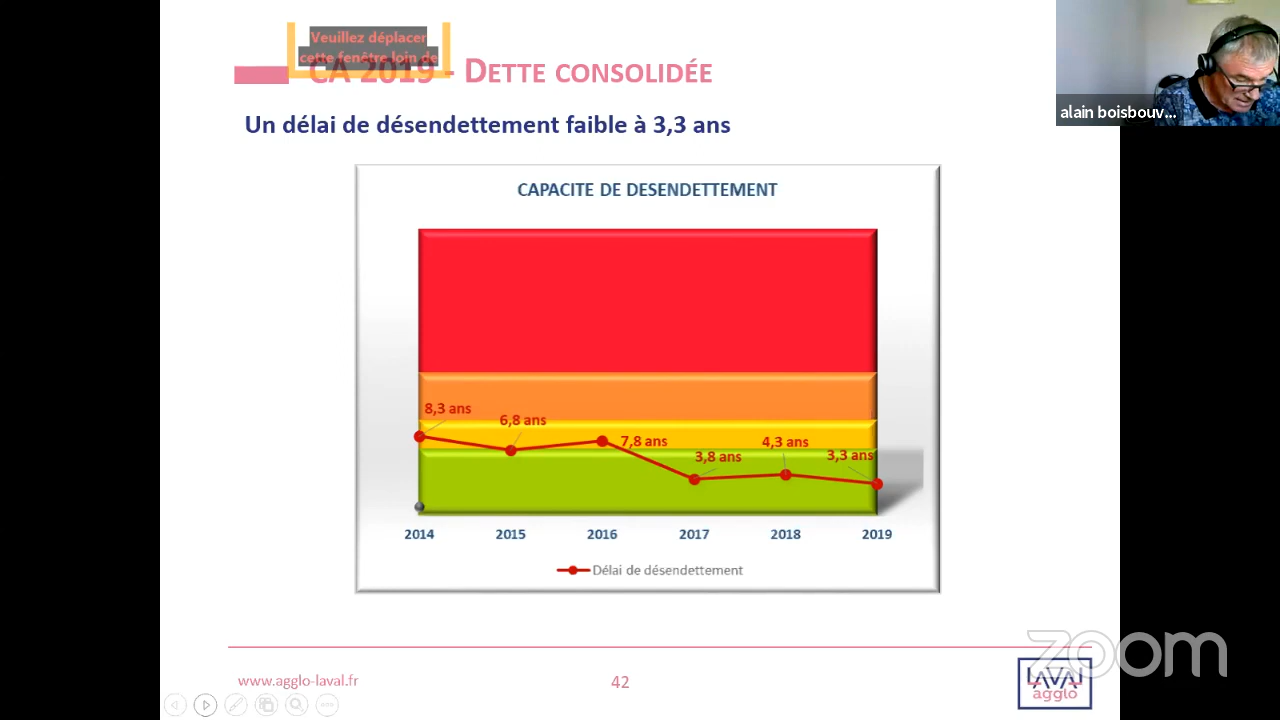 Veuillez déplacer
cette fenêtre loin de
CA 2019 - DETTE CONSOLIDÉE
alain boisbouv...
Un délai de désendettement faible à 3,3 ans
CAPACITE DE DESENDETTEMENT
8,3 ans
6,8 ans
7,8 ans
3,8 ans
4,3 ans
3,3 ans
2014 2015 2016 2017 2018 2019
Délai de désendettement
zoom
www.agglo-laval.fr
42
LAVAL
agglo